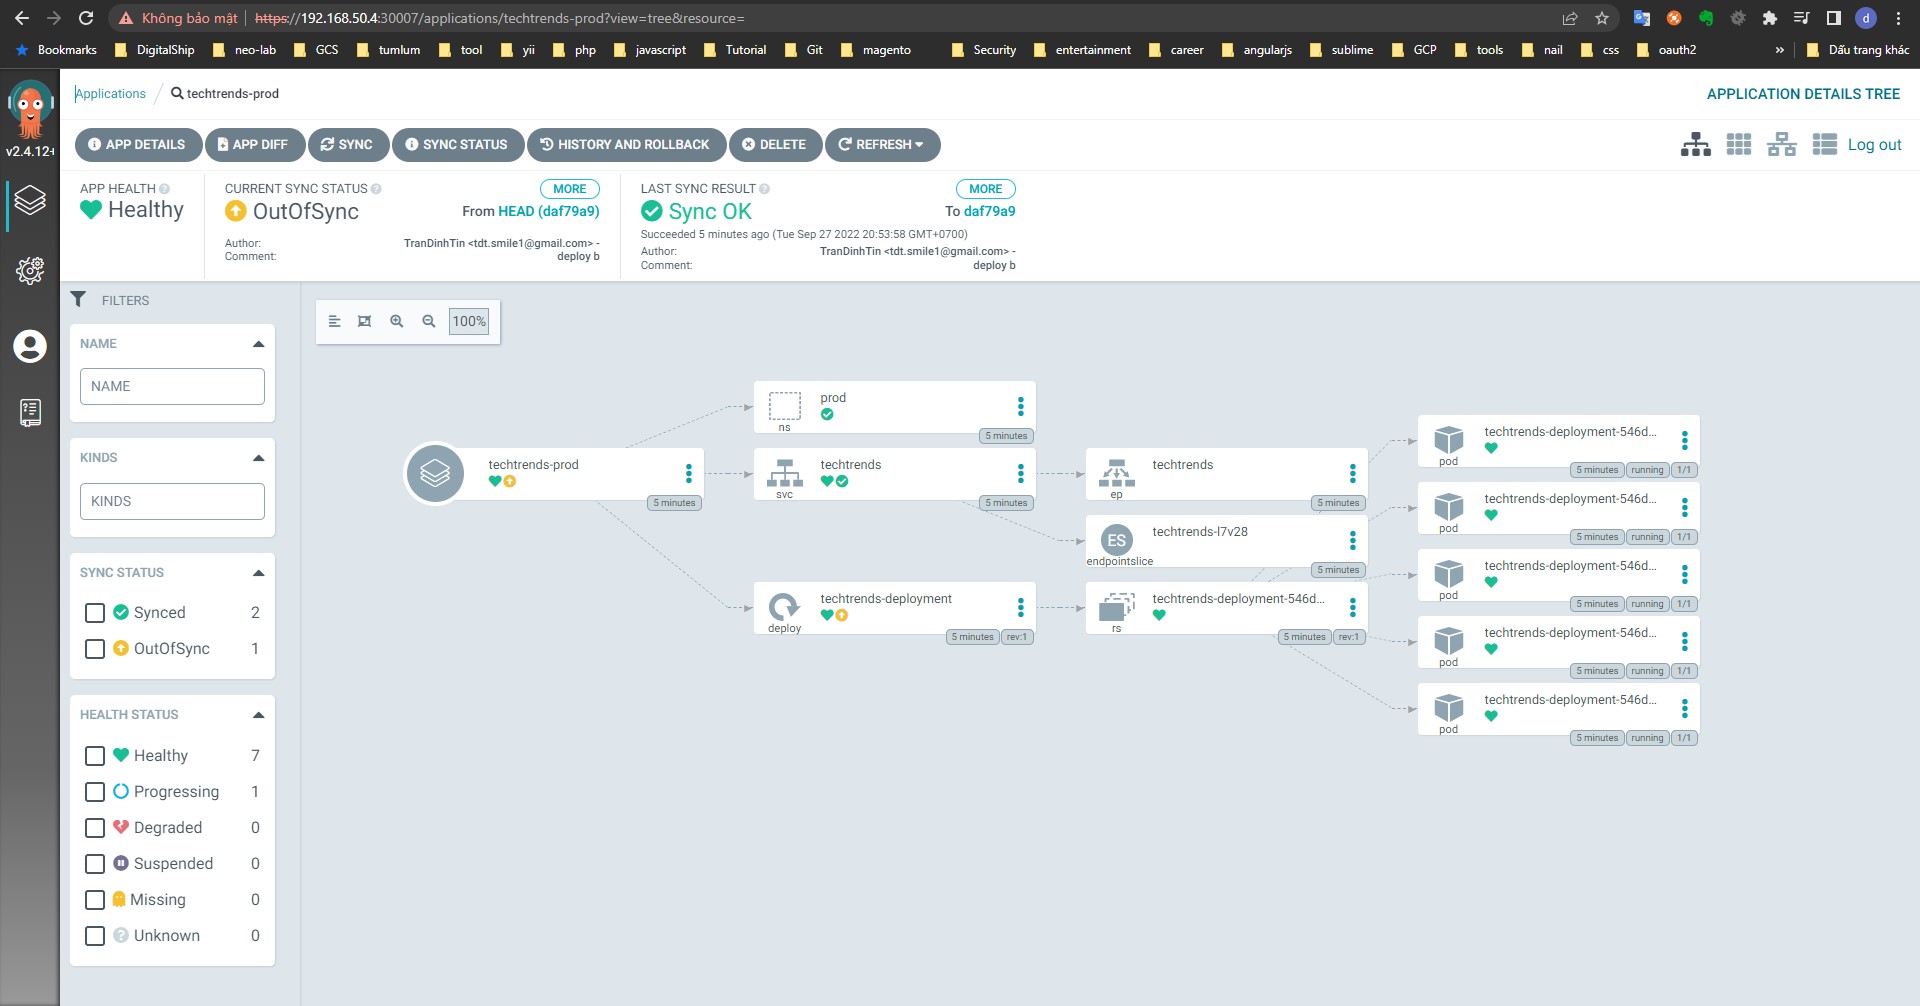 Không bảo mật https://192.168.50.4:30007/applications/techtrends-prod?view=tree&resource= d
Bookmarks DigitalShip neo-lab GCS tumlum tool yii php javascript Tutorial Git magento Security entertainment career angularjs sublime GCP tools nail css oauth2 » Dấu trang khác
Applications / techtrends-prod APPLICATION DETAILS TREE
v2.4.12+
APP DETAILS APP DIFF SYNC SYNC STATUS HISTORY AND ROLLBACK DELETE REFRESH Log out
APP HEALTH
Healthy
CURRENT SYNC STATUS MORE
OutOfSync From HEAD (daf79a9)
Author: TranDinhTin <tdt.smile1@gmail.com> -
Comment: deploy b
LAST SYNC RESULT MORE
Sync OK To daf79a9
Succeeded 5 minutes ago (Tue Sep 27 2022 20:53:58 GMT+0700)
Author: TranDinhTin <tdt.smile1@gmail.com> -
Comment: deploy b
FILTERS
NAME
NAME
KINDS
KINDS
SYNC STATUS
Synced 2
OutOfSync 1
HEALTH STATUS
Healthy 7
Progressing 1
Degraded 0
Suspended 0
Missing 0
Unknown 0
100%
techtrends-prod
5 minutes
prod
ns
5 minutes
techtrends
svc
5 minutes
techtrends-deployment
deploy
5 minutes rev:1
techtrends
ep
5 minutes
ES
techtrends-l7v28
endpointslice
5 minutes
techtrends-deployment-546d...
rs
5 minutes rev:1
techtrends-deployment-546d...
pod
5 minutes running 1/1
techtrends-deployment-546d...
pod
5 minutes running 1/1
techtrends-deployment-546d...
pod
5 minutes running 1/1
techtrends-deployment-546d...
pod
5 minutes running 1/1
techtrends-deployment-546d...
pod
5 minutes running 1/1